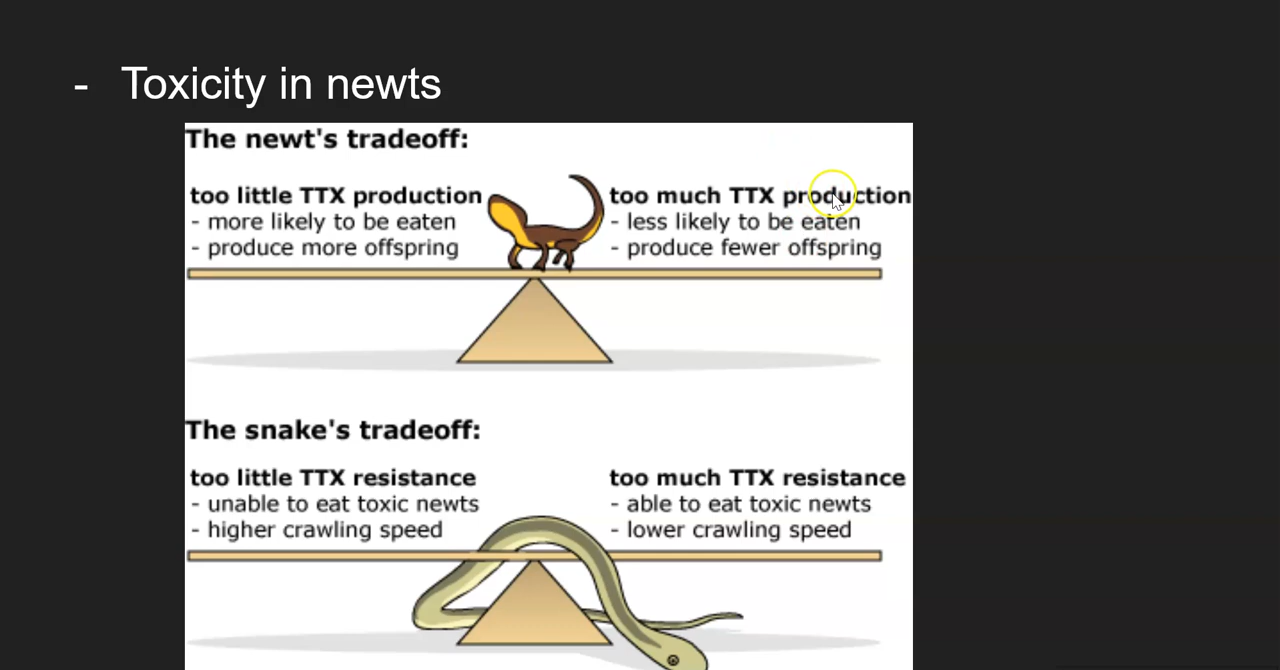 - Toxicity in newts
The newt's tradeoff:
too little TTX production
- more likely to be eaten
- produce more offspring
too much TTX production
- less likely to be eaten
- produce fewer offspring
The snake's tradeoff:
too little TTX resistance
- unable to eat toxic newts
- higher crawling speed
too much TTX resistance
- able to eat toxic newts
- lower crawling speed